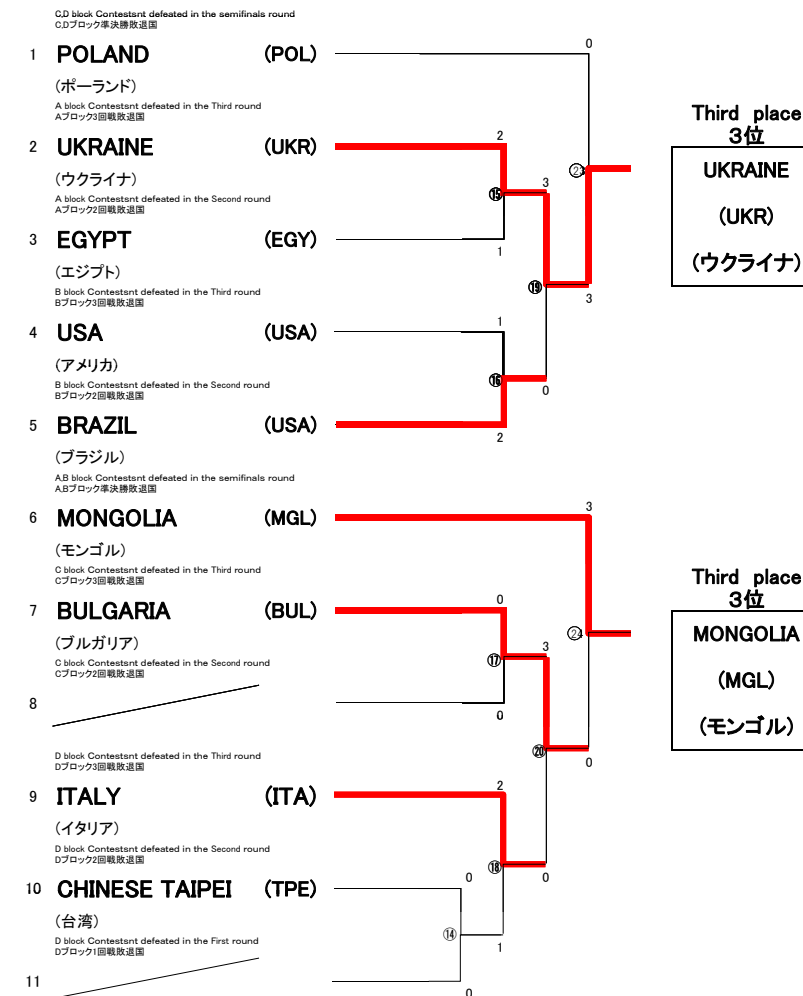 C,D block Contestsnt defeated in the semifinals round
C,Dブロック準決勝敗退国
1 POLAND (POL)
0
(ポーランド)
A block Contestsnt defeated in the Third round
Aブロック3回戦敗退国
Third place
3位
2 UKRAINE (UKR)
2
㉓
UKRAINE
(UKR)
(ウクライナ)
(ウクライナ)
A block Contestsnt defeated in the Second round
Aブロック2回戦敗退国
⑮
3
3 EGYPT (EGY)
1
(エジプト)
B block Contestsnt defeated in the Third round
Bブロック3回戦敗退国
⑲
3
4 USA (USA)
1
(アメリカ)
B block Contestsnt defeated in the Second round
Bブロック2回戦敗退国
⑯
0
5 BRAZIL (USA)
2
(ブラジル)
A,B block Contestsnt defeated in the semifinals round
A,Bブロック準決勝敗退国
6 MONGOLIA (MGL)
3
(モンゴル)
C block Contestsnt defeated in the Third round
Cブロック3回戦敗退国
Third place
3位
7 BULGARIA (BUL)
0
㉔
MONGOLIA
(MGL)
(モンゴル)
(ブルガリア)
C block Contestsnt defeated in the Second round
Cブロック2回戦敗退国
⑰
3
8
0
D block Contestsnt defeated in the Third round
Dブロック3回戦敗退国
⑳
0
9 ITALY (ITA)
2
(イタリア)
D block Contestsnt defeated in the Second round
Dブロック2回戦敗退国
⑱
0
10 CHINESE TAIPEI (TPE)
0
(台湾)
D block Contestsnt defeated in the First round
Dブロック1回戦敗退国
⑭
1
11
0